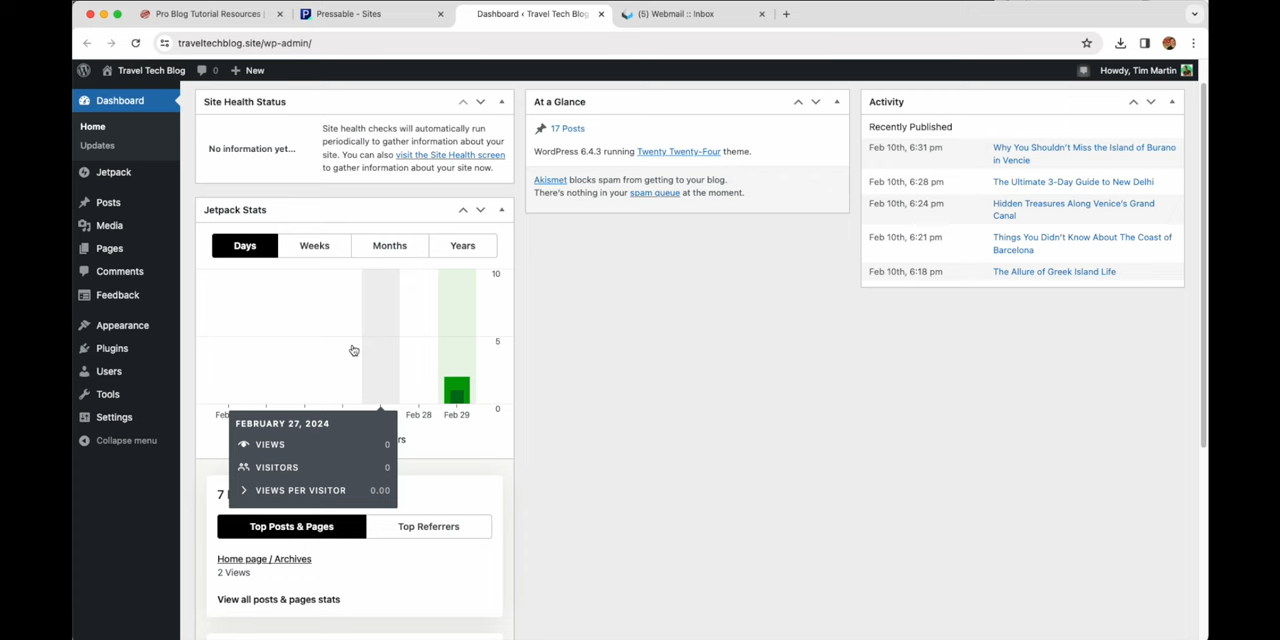 Pro Blog Tutorial Resources |
Pressable - Sites
Dashboard ‹ Travel Tech Blog
(5) Webmail :: Inbox
traveltechblog.site/wp-admin/
Travel Tech Blog
0
New
Howdy, Tim Martin
Dashboard
Home
Updates
Jetpack
Posts
Media
Pages
Comments
Feedback
Appearance
Plugins
Users
Tools
Settings
Collapse menu
Site Health Status
No information yet...
Site health checks will automatically run
periodically to gather information about your
site. You can also visit the Site Health screen
to gather information about your site now.
Jetpack Stats
Days
Weeks
Months
Years
10
5
0
Feb 28
Feb 29
FEBRUARY 27, 2024
VIEWS 0
VISITORS 0
VIEWS PER VISITOR 0.00
7
Top Posts & Pages
Top Referrers
Home page / Archives
2 Views
View all posts & pages stats
At a Glance
17 Posts
WordPress 6.4.3 running Twenty Twenty-Four theme.
Akismet blocks spam from getting to your blog.
There's nothing in your spam queue at the moment.
Activity
Recently Published
Feb 10th, 6:31 pm Why You Shouldn't Miss the Island of Burano
in Vencie
Feb 10th, 6:28 pm The Ultimate 3-Day Guide to New Delhi
Feb 10th, 6:24 pm Hidden Treasures Along Venice's Grand
Canal
Feb 10th, 6:21 pm Things You Didn't Know About The Coast of
Barcelona
Feb 10th, 6:18 pm The Allure of Greek Island Life